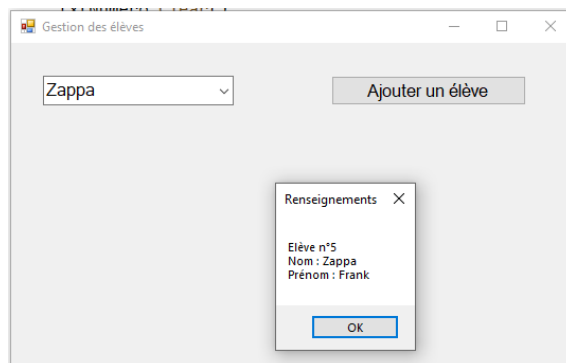 Gestion des élèves
Zappa
Ajouter un élève
Renseignements
Elève n°5
Nom : Zappa
Prénom : Frank
OK